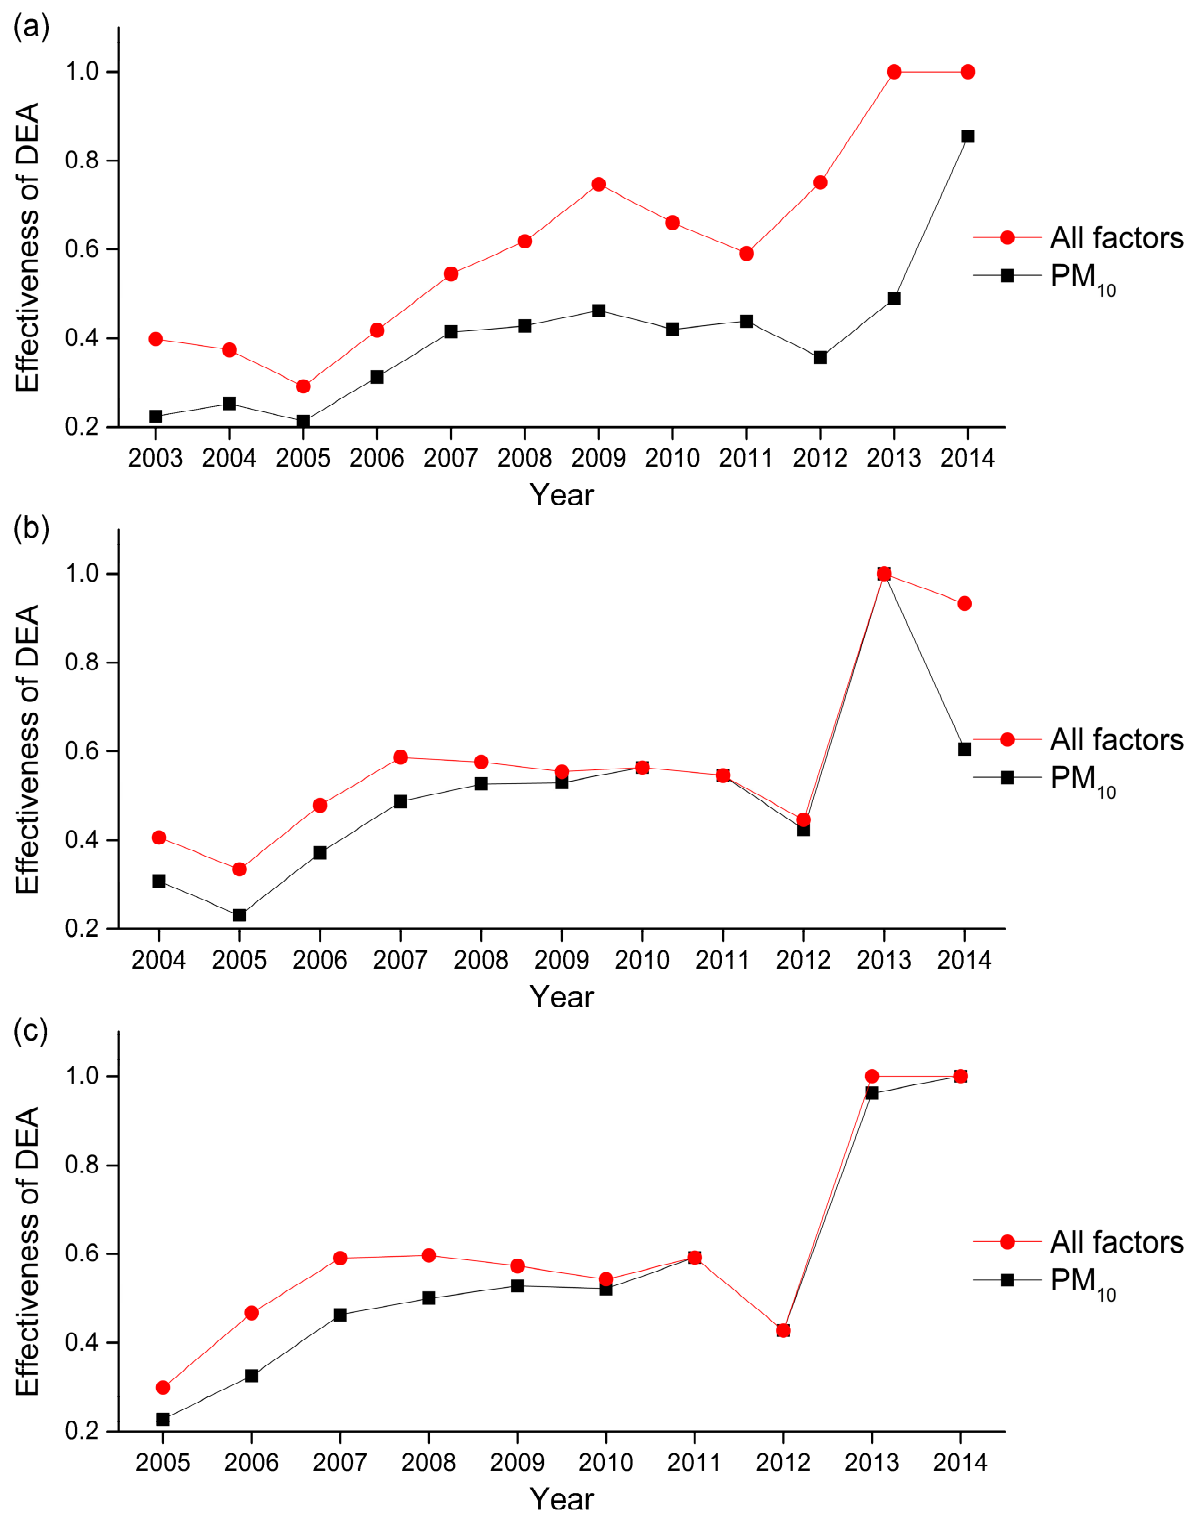 (a)
Effectiveness of DEA
1.0
0.8
0.6
0.4
0.2
2003 2004 2005 2006 2007 2008 2009 2010 2011 2012 2013 2014
Year
All factors
PM₁₀
(b)
Effectiveness of DEA
1.0
0.8
0.6
0.4
0.2
2004 2005 2006 2007 2008 2009 2010 2011 2012 2013 2014
Year
All factors
PM₁₀
(c)
Effectiveness of DEA
1.0
0.8
0.6
0.4
0.2
2005 2006 2007 2008 2009 2010 2011 2012 2013 2014
Year
All factors
PM₁₀